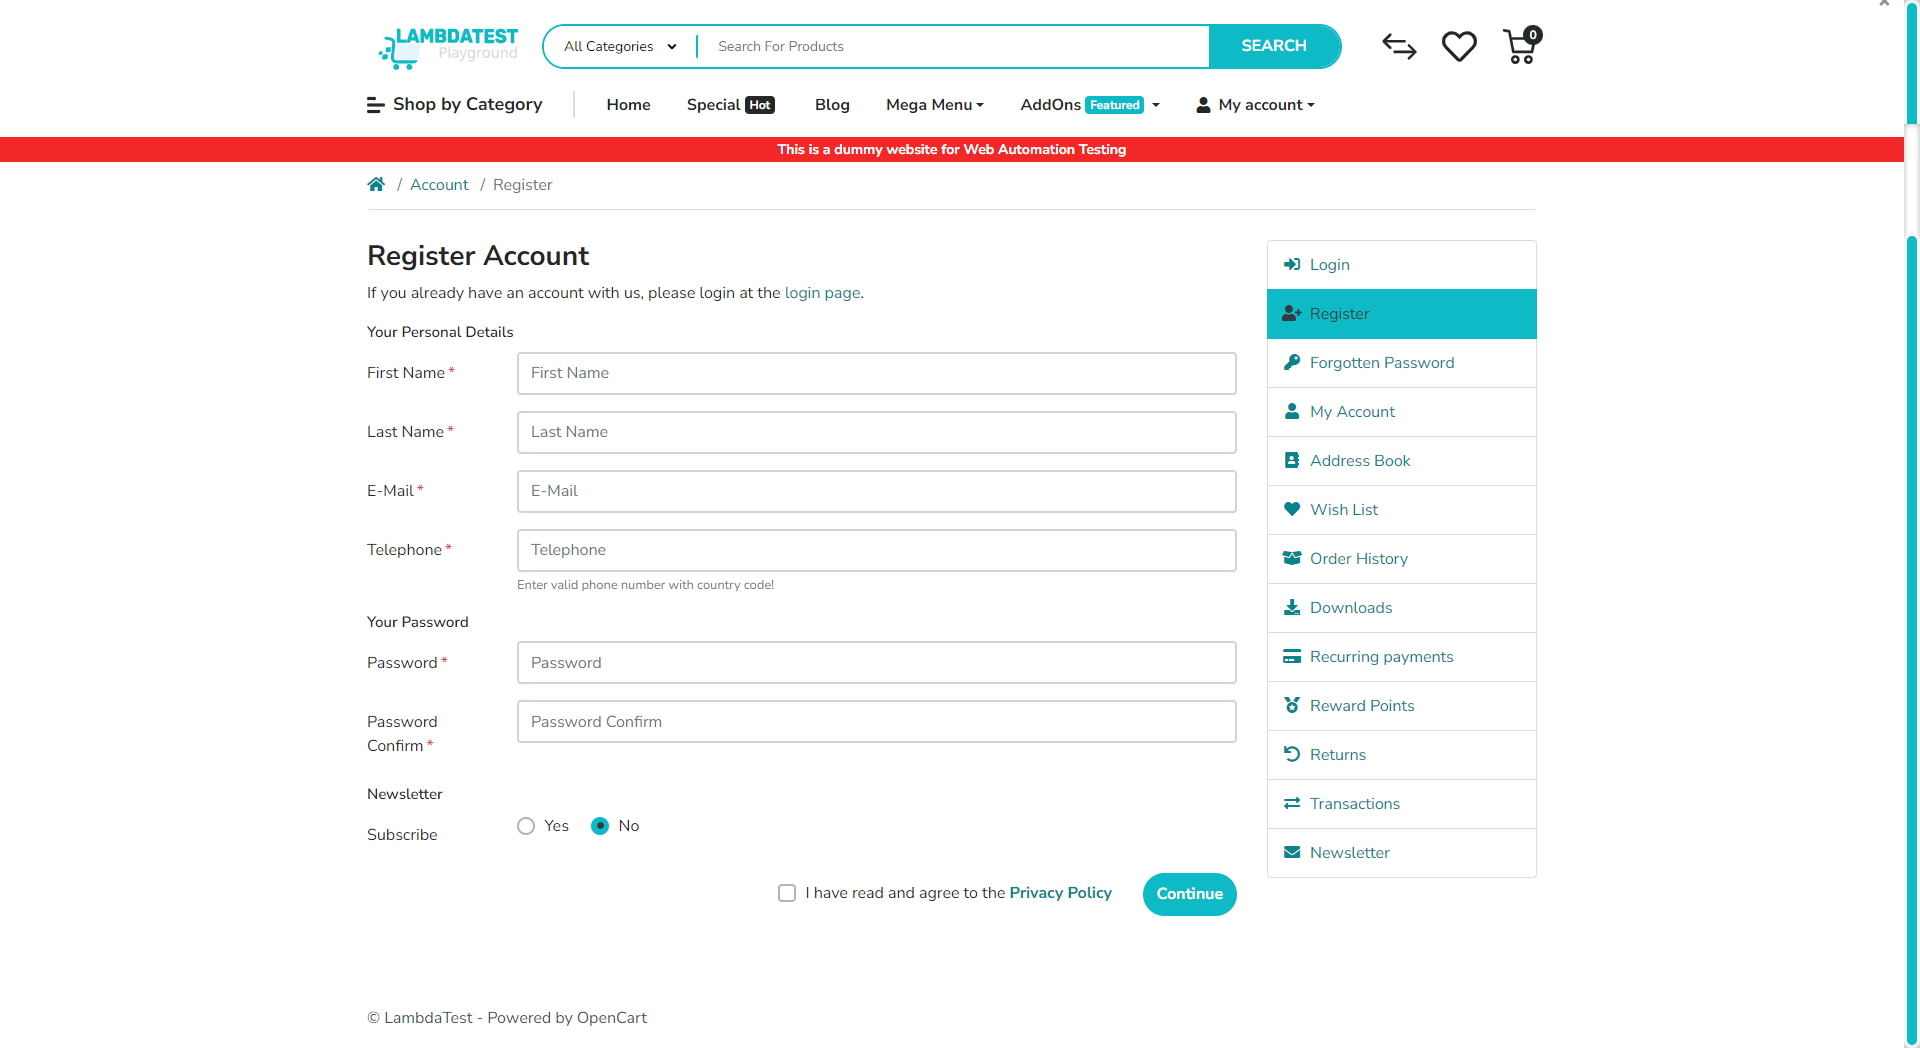 LAMBDATEST
Playground
All Categories
Search For Products
SEARCH
0
Shop by Category
Home
Special Hot
Blog
Mega Menu
AddOns Featured
My account
This is a dummy website for Web Automation Testing
/ Account / Register
Register Account
If you already have an account with us, please login at the login page.
Your Personal Details
First Name *
First Name
Last Name *
Last Name
E-Mail *
E-Mail
Telephone *
Telephone
Enter valid phone number with country code!
Your Password
Password *
Password
Password
Confirm *
Password Confirm
Newsletter
Subscribe
Yes
No
I have read and agree to the Privacy Policy
Continue
Login
Register
Forgotten Password
My Account
Address Book
Wish List
Order History
Downloads
Recurring payments
Reward Points
Returns
Transactions
Newsletter
© LambdaTest - Powered by OpenCart